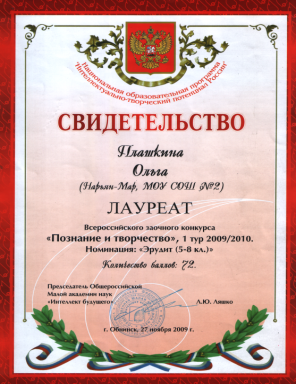 Национальная образовательная программа
"Интеллектуально-творческий потенциал России"
СВИДЕТЕЛЬСТВО
Плашкина
Ольга
(Нарьян-Мар, МОУ СОШ №2)
ЛАУРЕАТ
Всероссийского заочного конкурса
«Познание и творчество», 1 тур 2009/2010.
Номинация: «Эрудит (5-8 кл.)»
Количество баллов: 72.
Председатель Общероссийской
Малой академии наук
«Интеллект будущего»
Л.Ю. Ляшко
г. Обнинск, 27 ноября 2009 г.